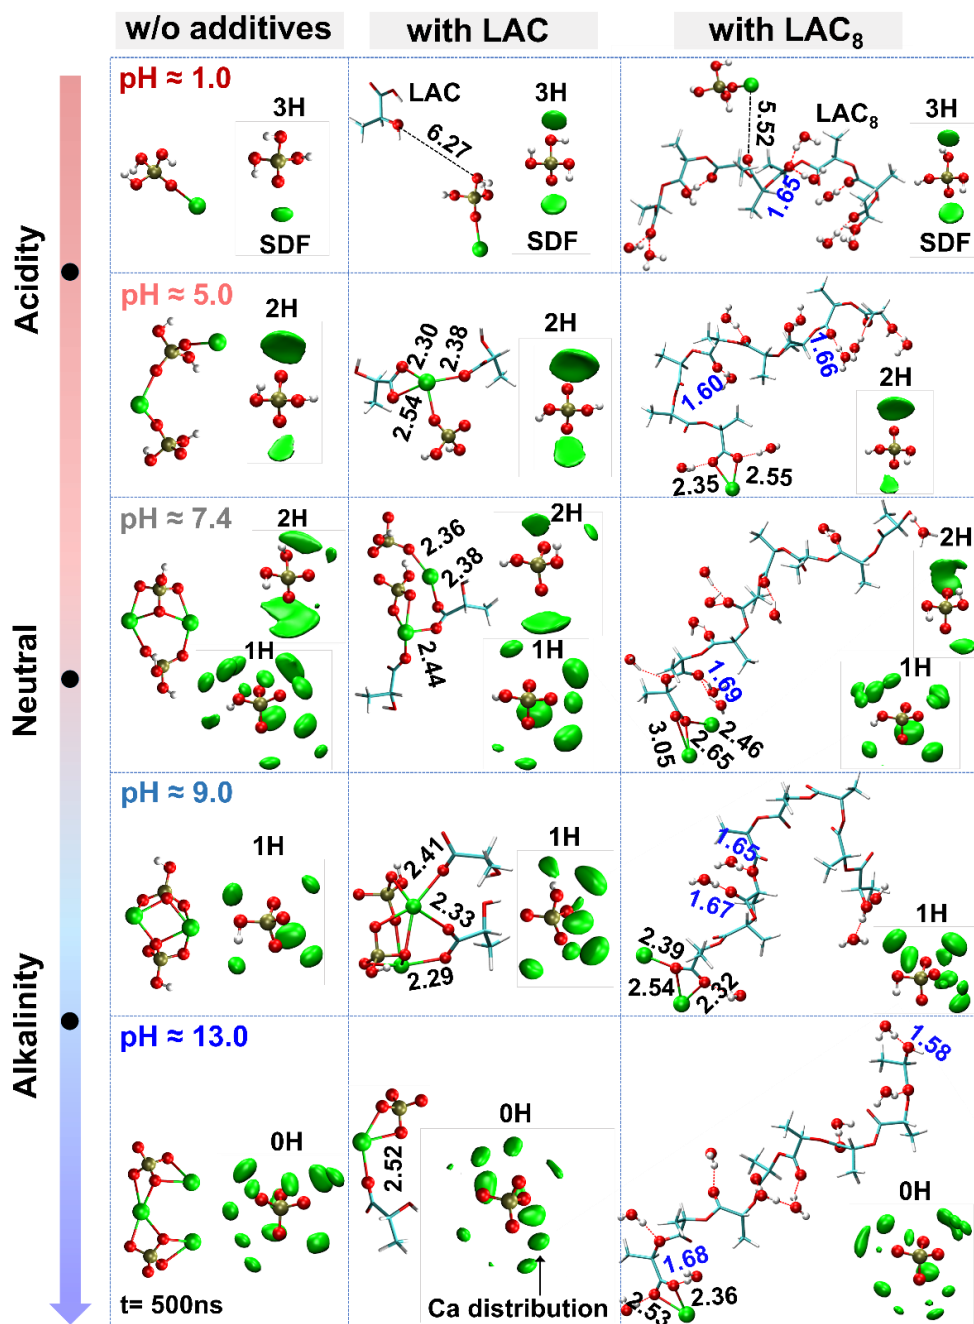 w/o additives
with LAC
with LAC₈
Acidity
Neutral
Alkalinity
pH ≈ 1.0
3H
SDF
LAC
6.27
3H
SDF
5.52
LAC₈
1.65
3H
SDF
pH ≈ 5.0
2H
2.30
2.38
2.54
2H
1.60
1.66
2.35
2.55
2H
pH ≈ 7.4
2H
1H
2.36
2.38
2.44
2H
1H
1.69
3.05
2.65
2.46
2H
1H
pH ≈ 9.0
1H
2.41
2.33
2.29
1H
1.65
1.67
2.39
2.54
2.32
1H
pH ≈ 13.0
0H
t= 500ns
2.52
0H
Ca distribution
1.58
1.68
2.53
2.36
0H